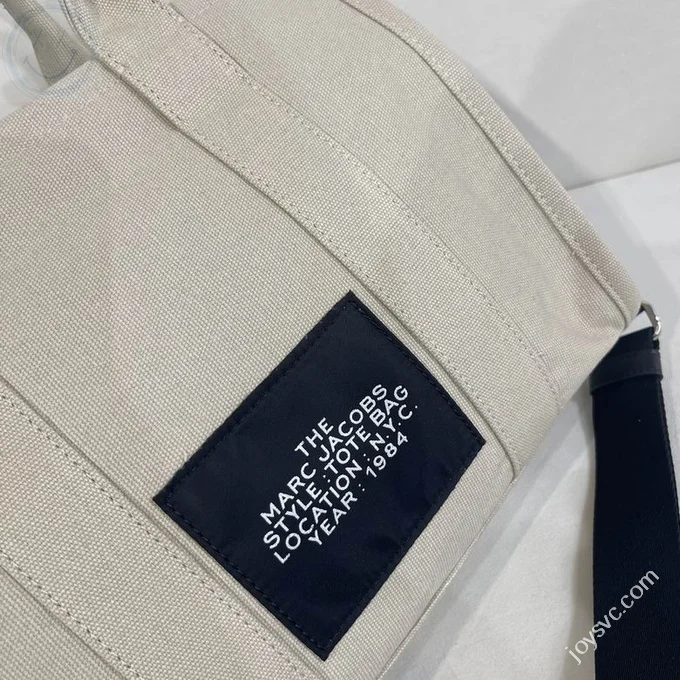 THE
MARC JACOBS
STYLE : TOTE BAG
LOCATION : N.Y.C.
YEAR : 1984
joysvc.com